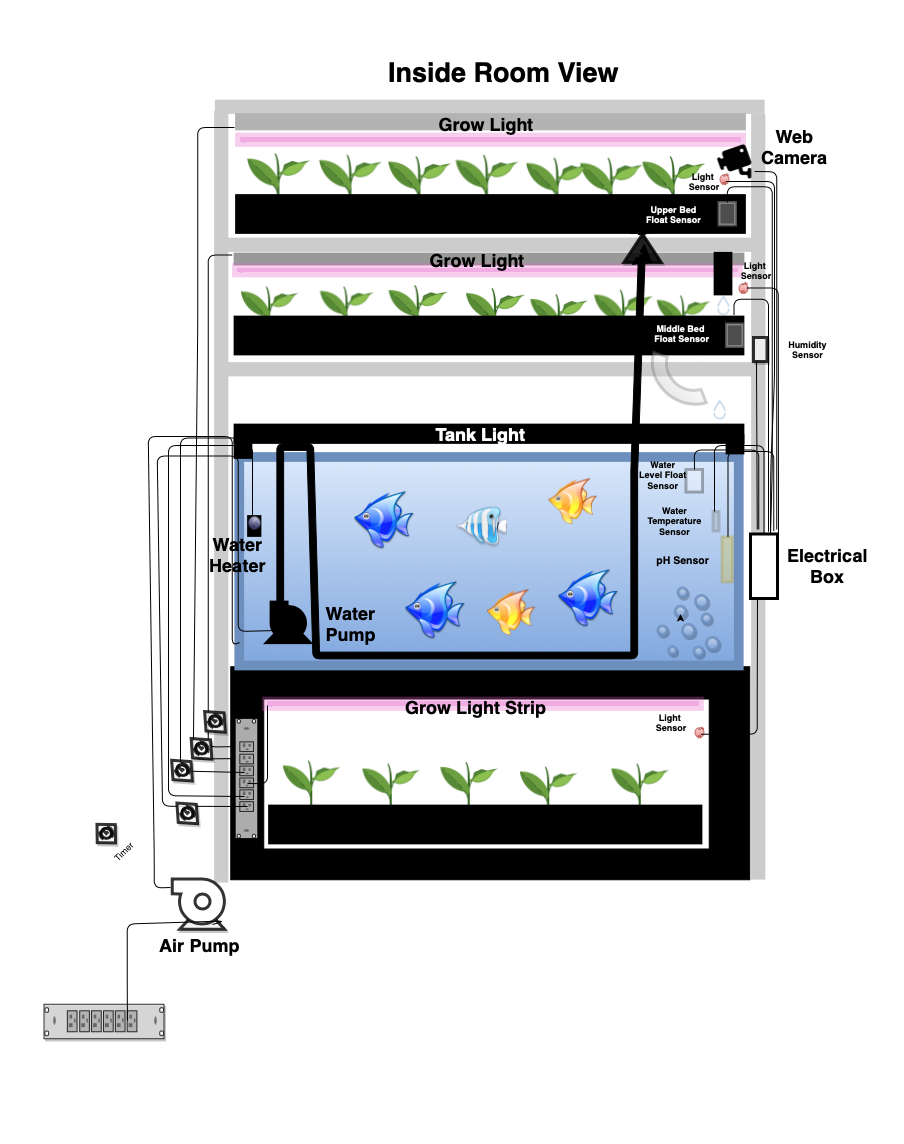 Inside Room View
Grow Light
Web
Camera
Light
Sensor
Upper Bed
Float Sensor
Grow Light
Light
Sensor
Middle Bed
Float Sensor
Humidity
Sensor
Tank Light
Water
Level Float
Sensor
Water
Temperature
Sensor
Water
Heater
pH Sensor
Electrical
Box
Water
Pump
Grow Light Strip
Light
Sensor
Timer
Air Pump